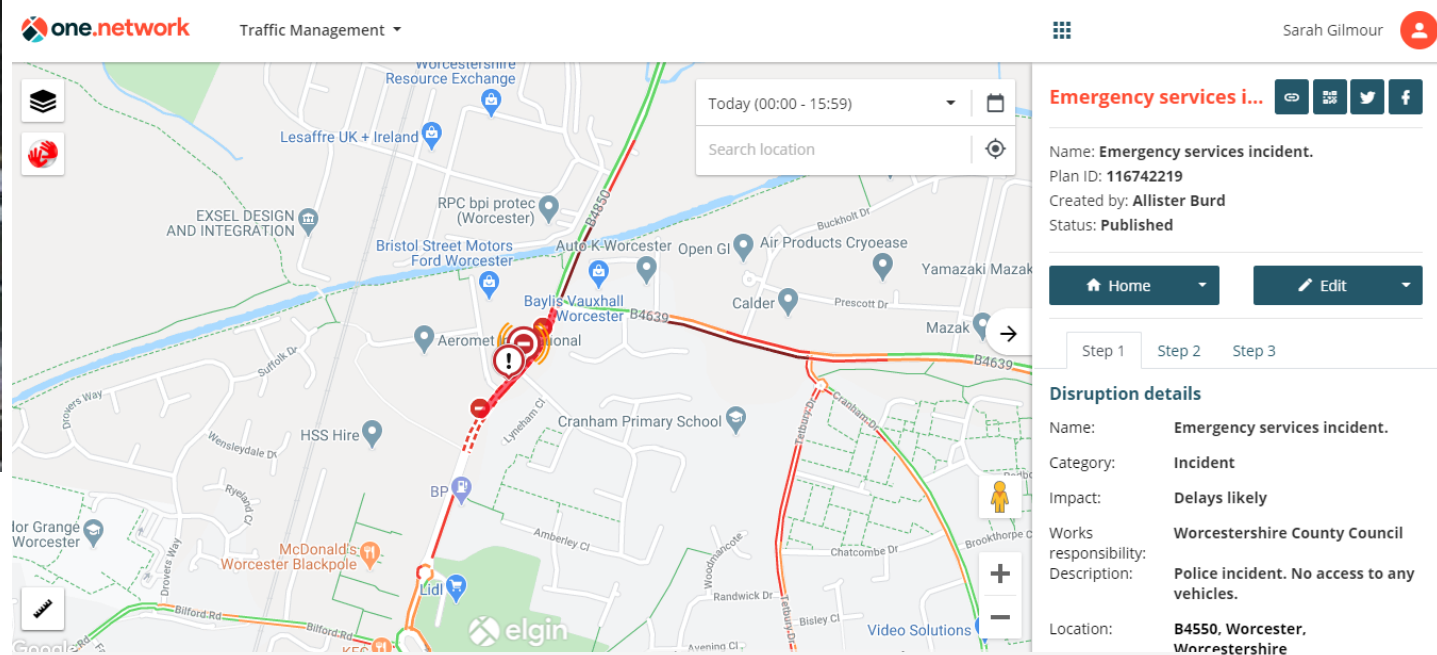 one.network
Traffic Management
Sarah Gilmour
Worcestershire
Resource Exchange
Lesaffre UK + Ireland
Today (00:00 - 15:59)
Search location
B4850
RPC bpi protec
(Worcester)
EXSEL DESIGN
AND INTEGRATION
Buckholt Dr
Bristol Street Motors
Ford Worcester
Auto K Worcester
Open GI
Air Products Cryoease
Yamazaki Mazak
Calder
Prescott Dr
Baylis Vauxhall
Worcester
B4639
Mazak
Aeromet
onal
B4639
Suffolk Dr
Drovers Way
Lyneham Cl
Cranham Primary School
Tetbury Dr
Cranham Dr
Wensleydale Dr
HSS Hire
BP
Ryeland Cl
lor Grange
Worcester
Drovers Way
Amberley Cl
Brookthorpe C
McDonald's
Worcester Blackpole
Woodmancote
Chatcombe Dr
Lidl
Randwick Dr
Tetbury Dr
Bilford Rd
Bilford Rd
elgin
Bisley Cl
Video Solutions
Google
KFC
Avening Cl
Emergency services i...
Name: Emergency services incident.
Plan ID: 116742219
Created by: Allister Burd
Status: Published
Home
Edit
Step 1 Step 2 Step 3
Disruption details
Name: Emergency services incident.
Category: Incident
Impact: Delays likely
Works Worcestershire County Council
responsibility:
Description: Police incident. No access to any
vehicles.
Location: B4550, Worcester,
Worcestershire